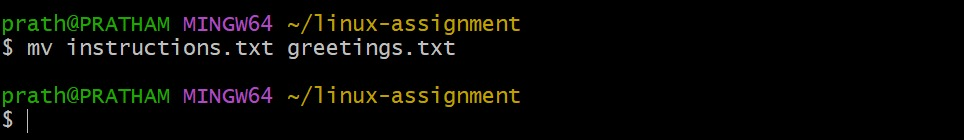 prath@PRATHAM MINGW64 ~/linux-assignment
$ mv instructions.txt greetings.txt
prath@PRATHAM MINGW64 ~/linux-assignment
$